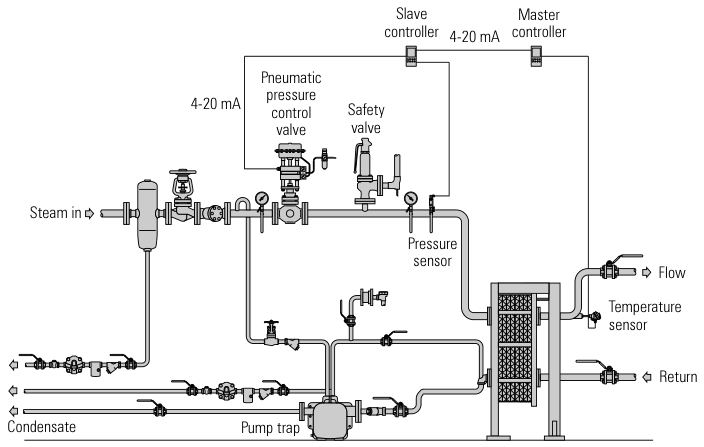 Slave
controller
Master
controller
4-20 mA
Pneumatic
pressure
control
valve
4-20 mA
Safety
valve
Steam in
Pressure
sensor
Flow
Temperature
sensor
Return
Condensate
Pump trap